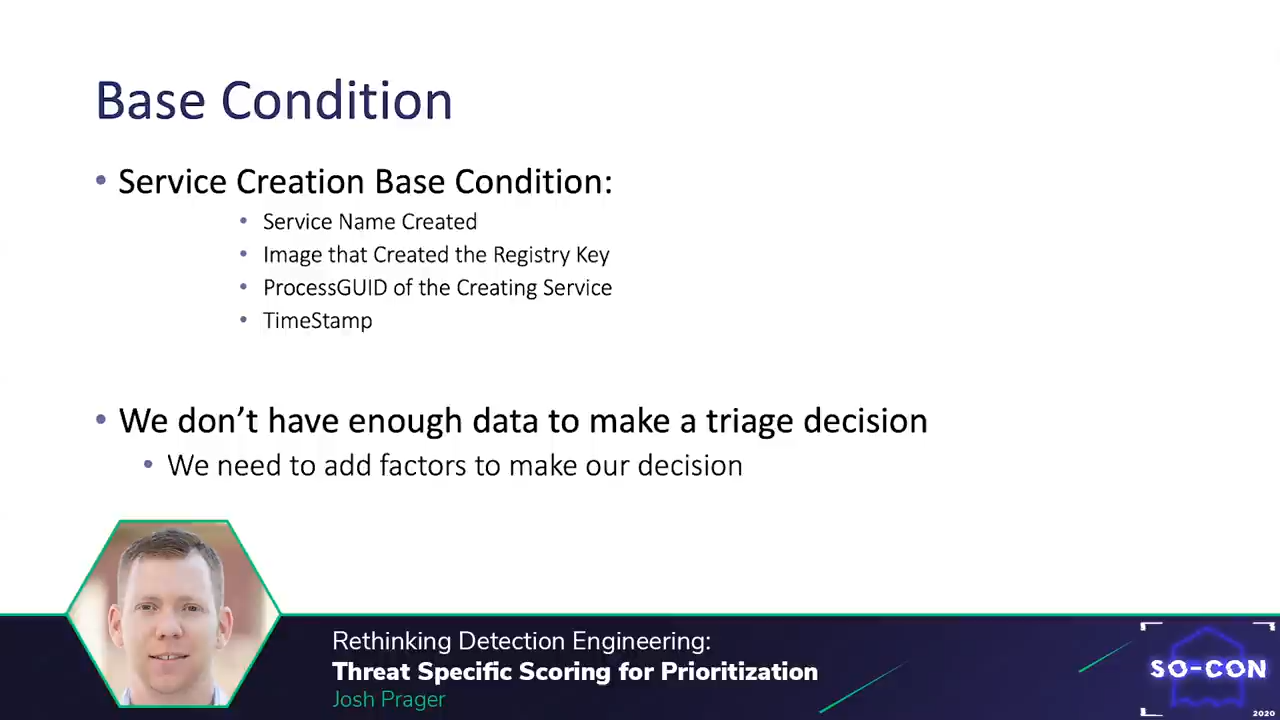 Base Condition
• Service Creation Base Condition:
• Service Name Created
• Image that Created the Registry Key
• ProcessGUID of the Creating Service
• TimeStamp
• We don’t have enough data to make a triage decision
• We need to add factors to make our decision
Rethinking Detection Engineering:
Threat Specific Scoring for Prioritization
Josh Prager
SO-CON
2020